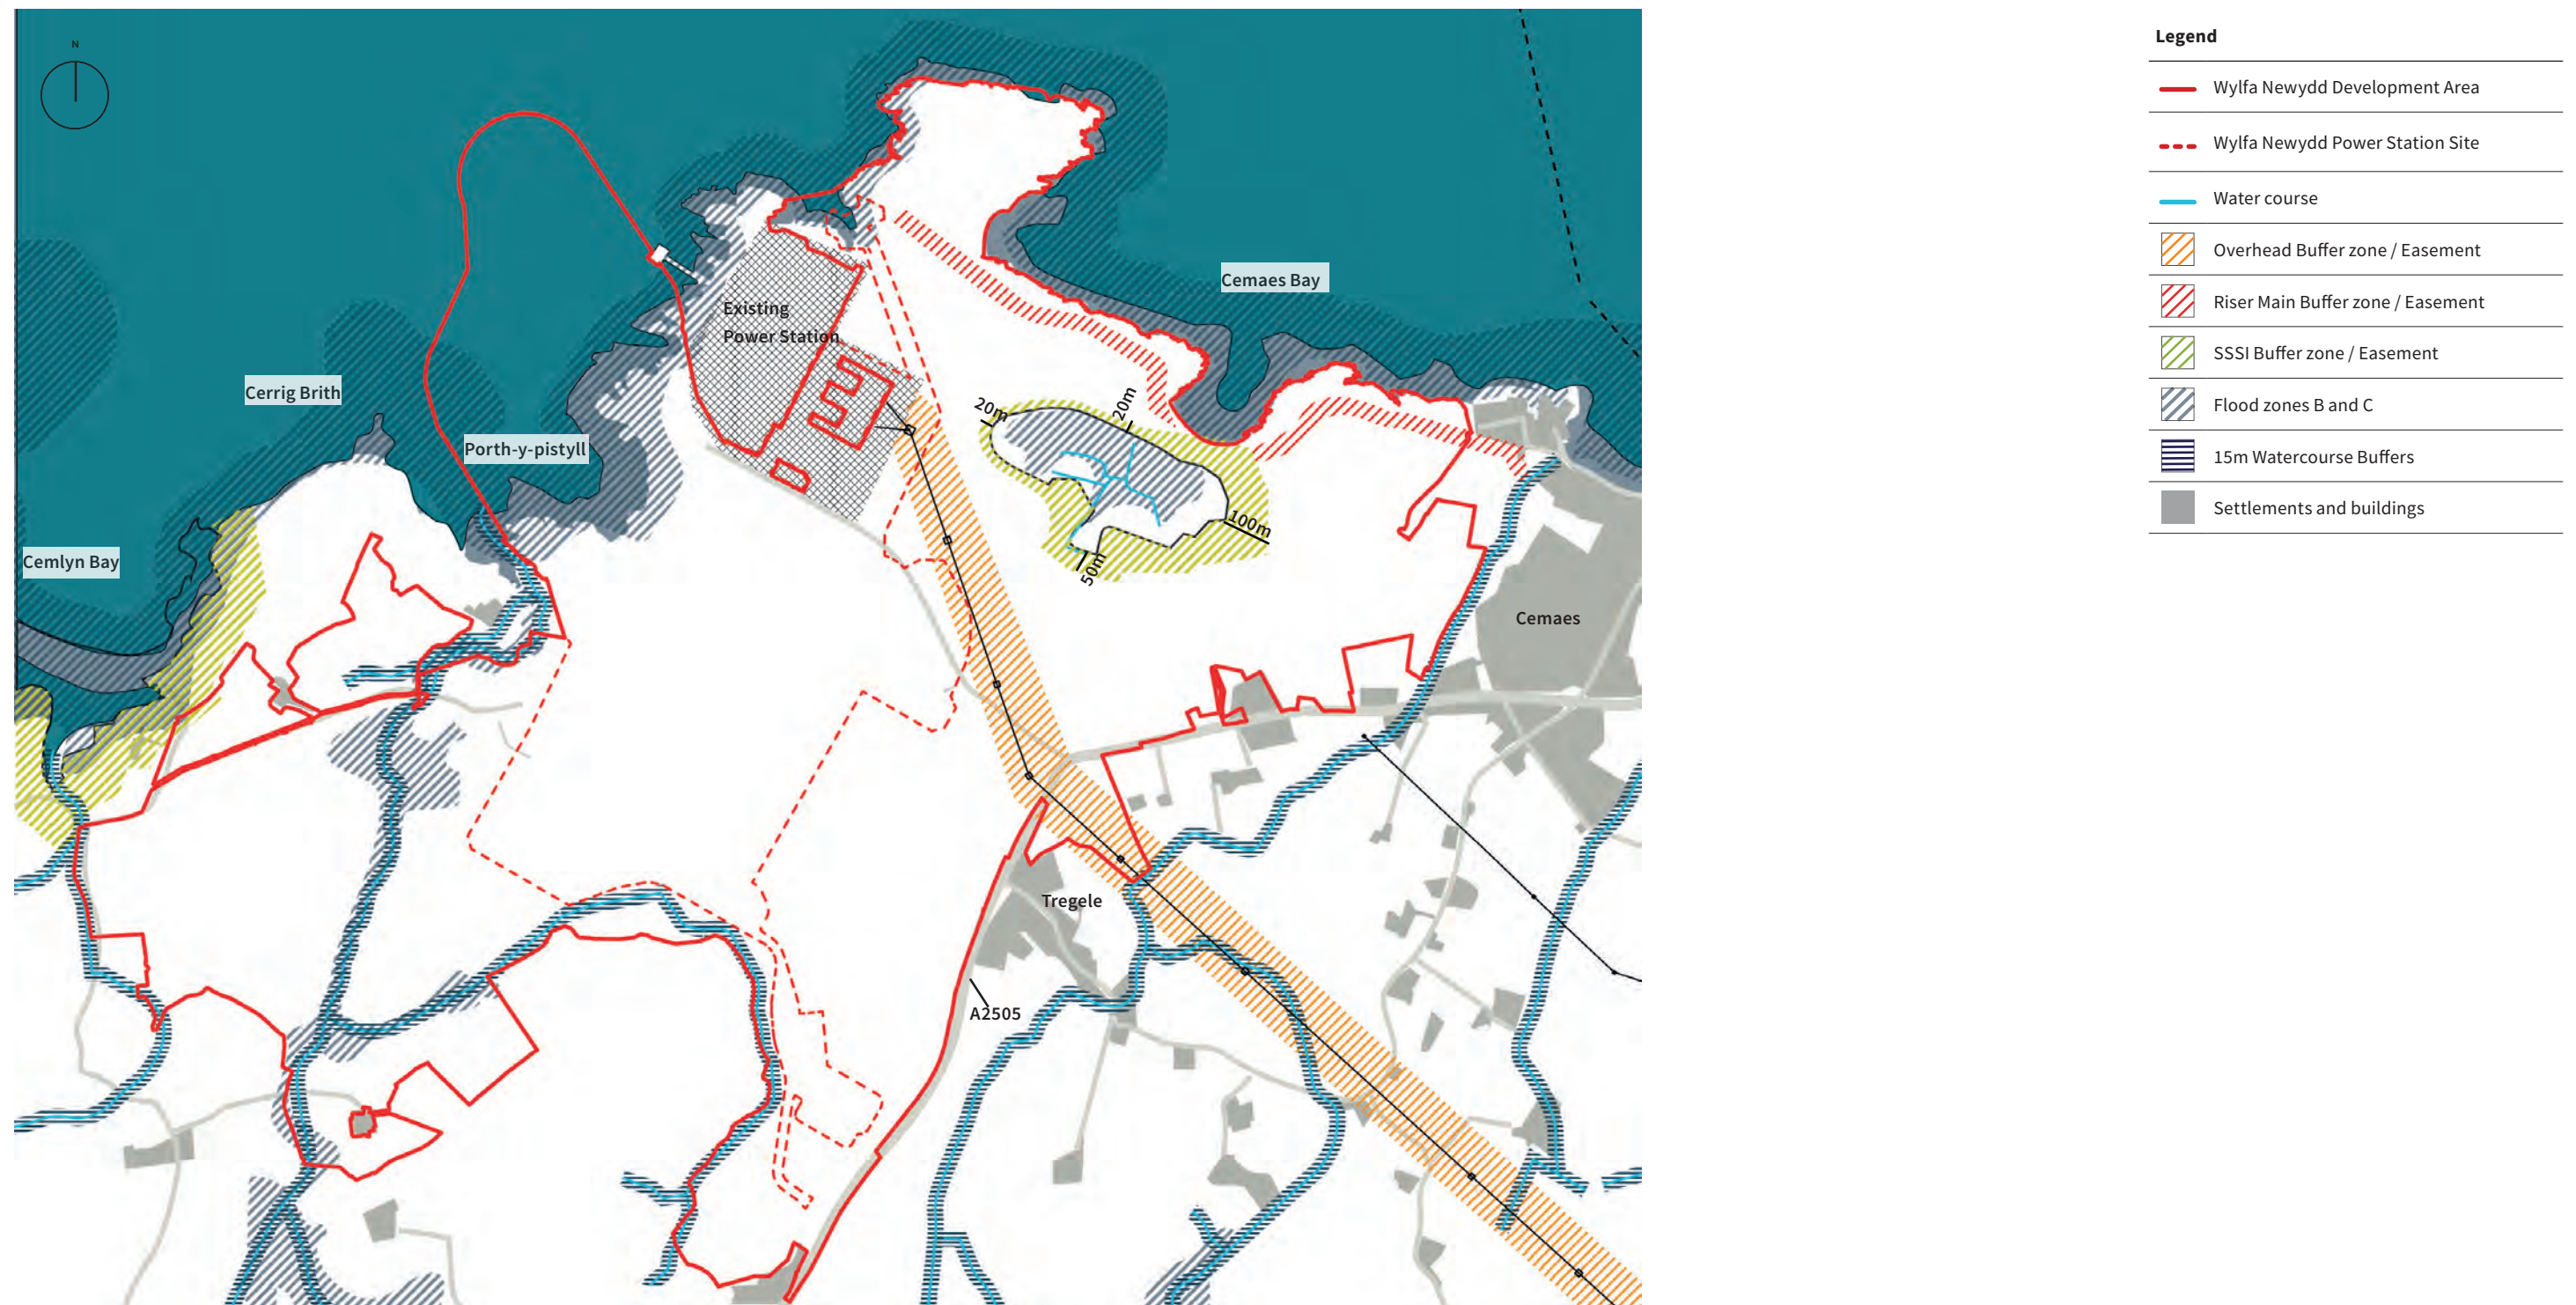 N
Existing
Power Station
Cemaes Bay
Cerrig Brith
Porth-y-pistyll
Cemlyn Bay
20m
20m
100m
50m
Cemaes
Tregele
A2505
Legend
Wylfa Newydd Development Area
Wylfa Newydd Power Station Site
Water course
Overhead Buffer zone / Easement
Riser Main Buffer zone / Easement
SSSI Buffer zone / Easement
Flood zones B and C
15m Watercourse Buffers
Settlements and buildings